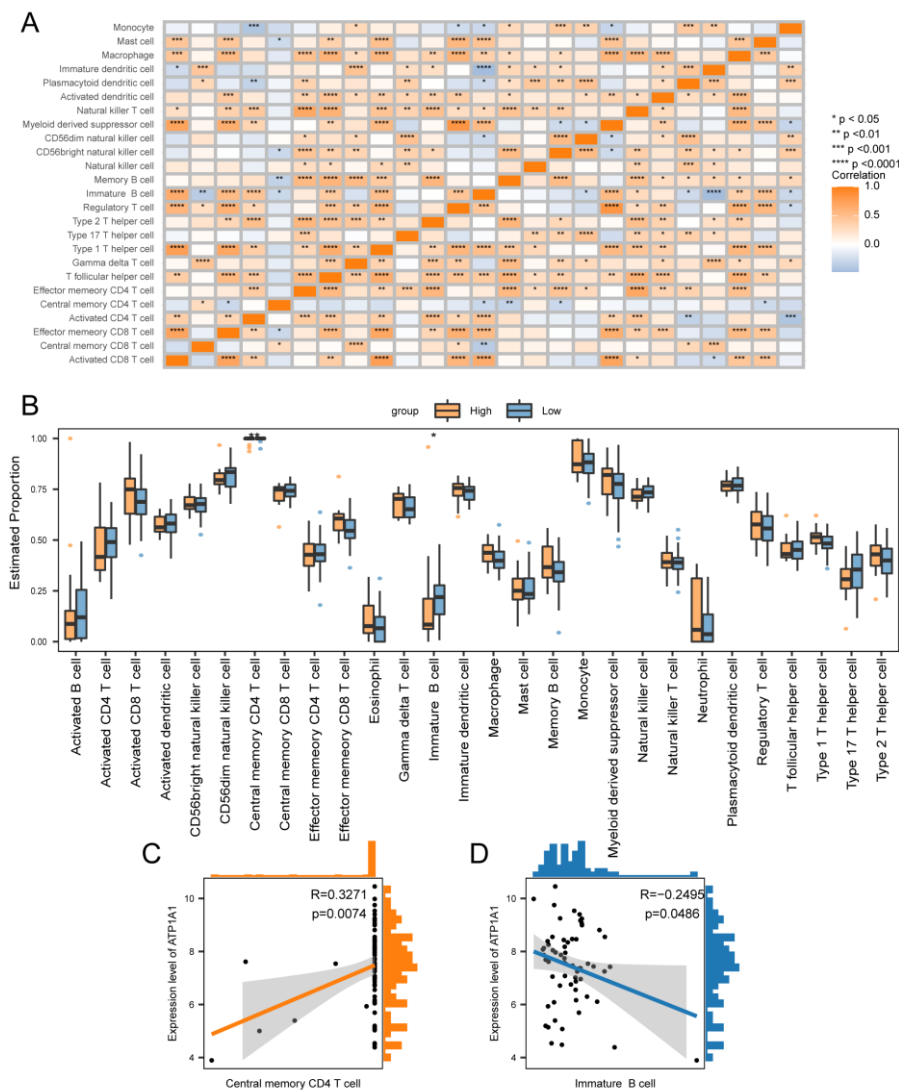 A
Monocyte
Mast cell
Macrophage
Immature dendritic cell
Plasmacytoid dendritic cell
Activated dendritic cell
Natural killer T cell
Myeloid derived suppressor cell
CD56dim natural killer cell
CD56bright natural killer cell
Natural killer cell
Memory B cell
Immature B cell
Regulatory T cell
Type 2 T helper cell
Type 17 T helper cell
Type 1 T helper cell
Gamma delta T cell
T follicular helper cell
Effector memeory CD4 T cell
Central memory CD4 T cell
Activated CD4 T cell
Effector memeory CD8 T cell
Central memory CD8 T cell
Activated CD8 T cell
* p < 0.05
** p <0.01
*** p <0.001
**** p <0.0001
Correlation
1.0
0.5
0.0
B
group High Low
Estimated Proportion
1.00
0.75
0.50
0.25
0.00
**
*
Activated B cell
Activated CD4 T cell
Activated CD8 T cell
Activated dendritic cell
CD56bright natural killer cell
CD56dim natural killer cell
Central memory CD4 T cell
Central memory CD8 T cell
Effector memeory CD4 T cell
Effector memeory CD8 T cell
Eosinophil
Gamma delta T cell
Immature B cell
Immature dendritic cell
Macrophage
Mast cell
Memory B cell
Monocyte
Myeloid derived suppressor cell
Natural killer cell
Natural killer T cell
Neutrophil
Plasmacytoid dendritic cell
Regulatory T cell
T follicular helper cell
Type 1 T helper cell
Type 17 T helper cell
Type 2 T helper cell
C
R=0.3271
p=0.0074
Expression level of ATP1A1
10
8
6
4
Central memory CD4 T cell
D
R=−0.2495
p=0.0486
Expression level of ATP1A1
10
8
6
4
Immature B cell